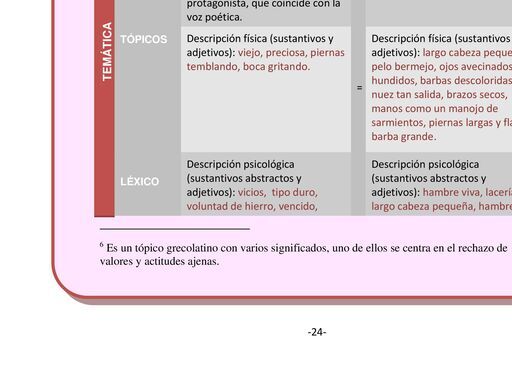 protagonista, que coincide con la
voz poética.
TEMÁTICA
TÓPICOS
Descripción física (sustantivos y
adjetivos): viejo, preciosa, piernas
temblando, boca gritando.
=
Descripción física (sustantivos
adjetivos): largo cabeza peque
pelo bermejo, ojos avecinados
hundidos, barbas descoloridas
nuez tan salida, brazos secos,
manos como un manojo de
sarmientos, piernas largas y fla
barba grande.
LÉXICO
Descripción psicológica
(sustantivos abstractos y
adjetivos): vicios, tipo duro,
voluntad de hierro, vencido,
Descripción psicológica
(sustantivos abstractos y
adjetivos): hambre viva, lacerí
largo cabeza pequeña, hambre
6 Es un tópico grecolatino con varios significados, uno de ellos se centra en el rechazo de
valores y actitudes ajenas.
-24-